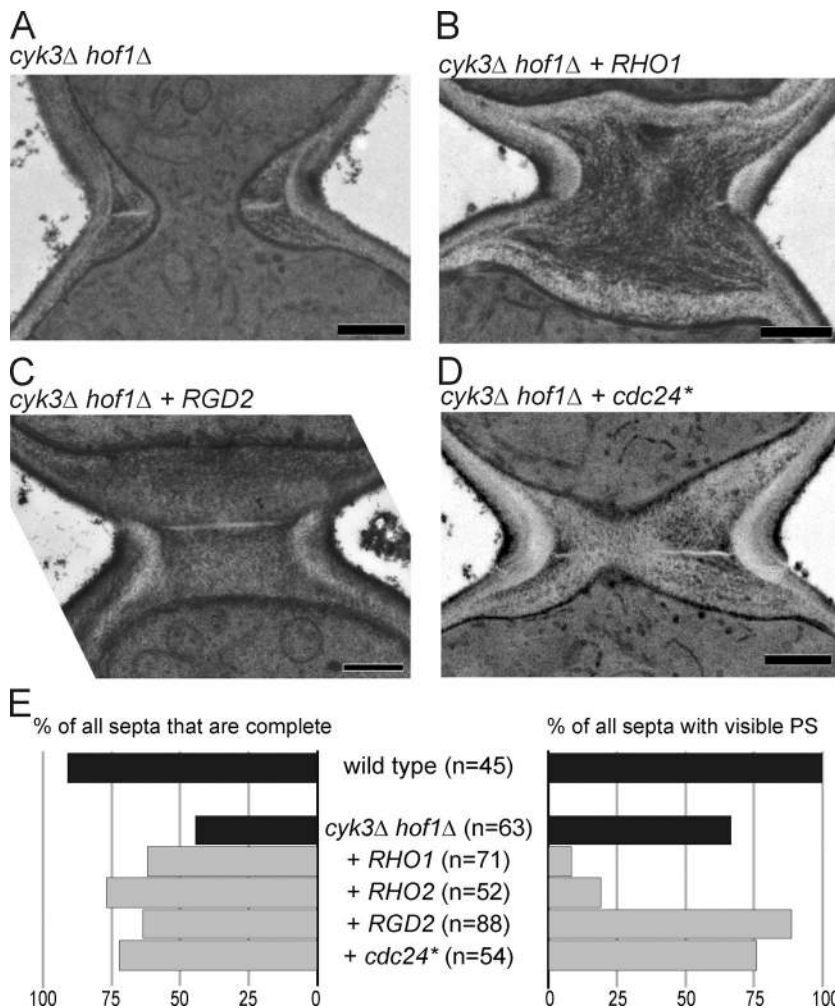 A
cyk3Δ hof1Δ
B
cyk3Δ hof1Δ + RHO1
C
cyk3Δ hof1Δ + RGD2
D
cyk3Δ hof1Δ + cdc24*
E
% of all septa that are complete
% of all septa with visible PS
wild type (n=45)
cyk3Δ hof1Δ (n=63)
+ RHO1 (n=71)
+ RHO2 (n=52)
+ RGD2 (n=88)
+ cdc24* (n=54)
100 75 50 25 0
0 25 50 75 100